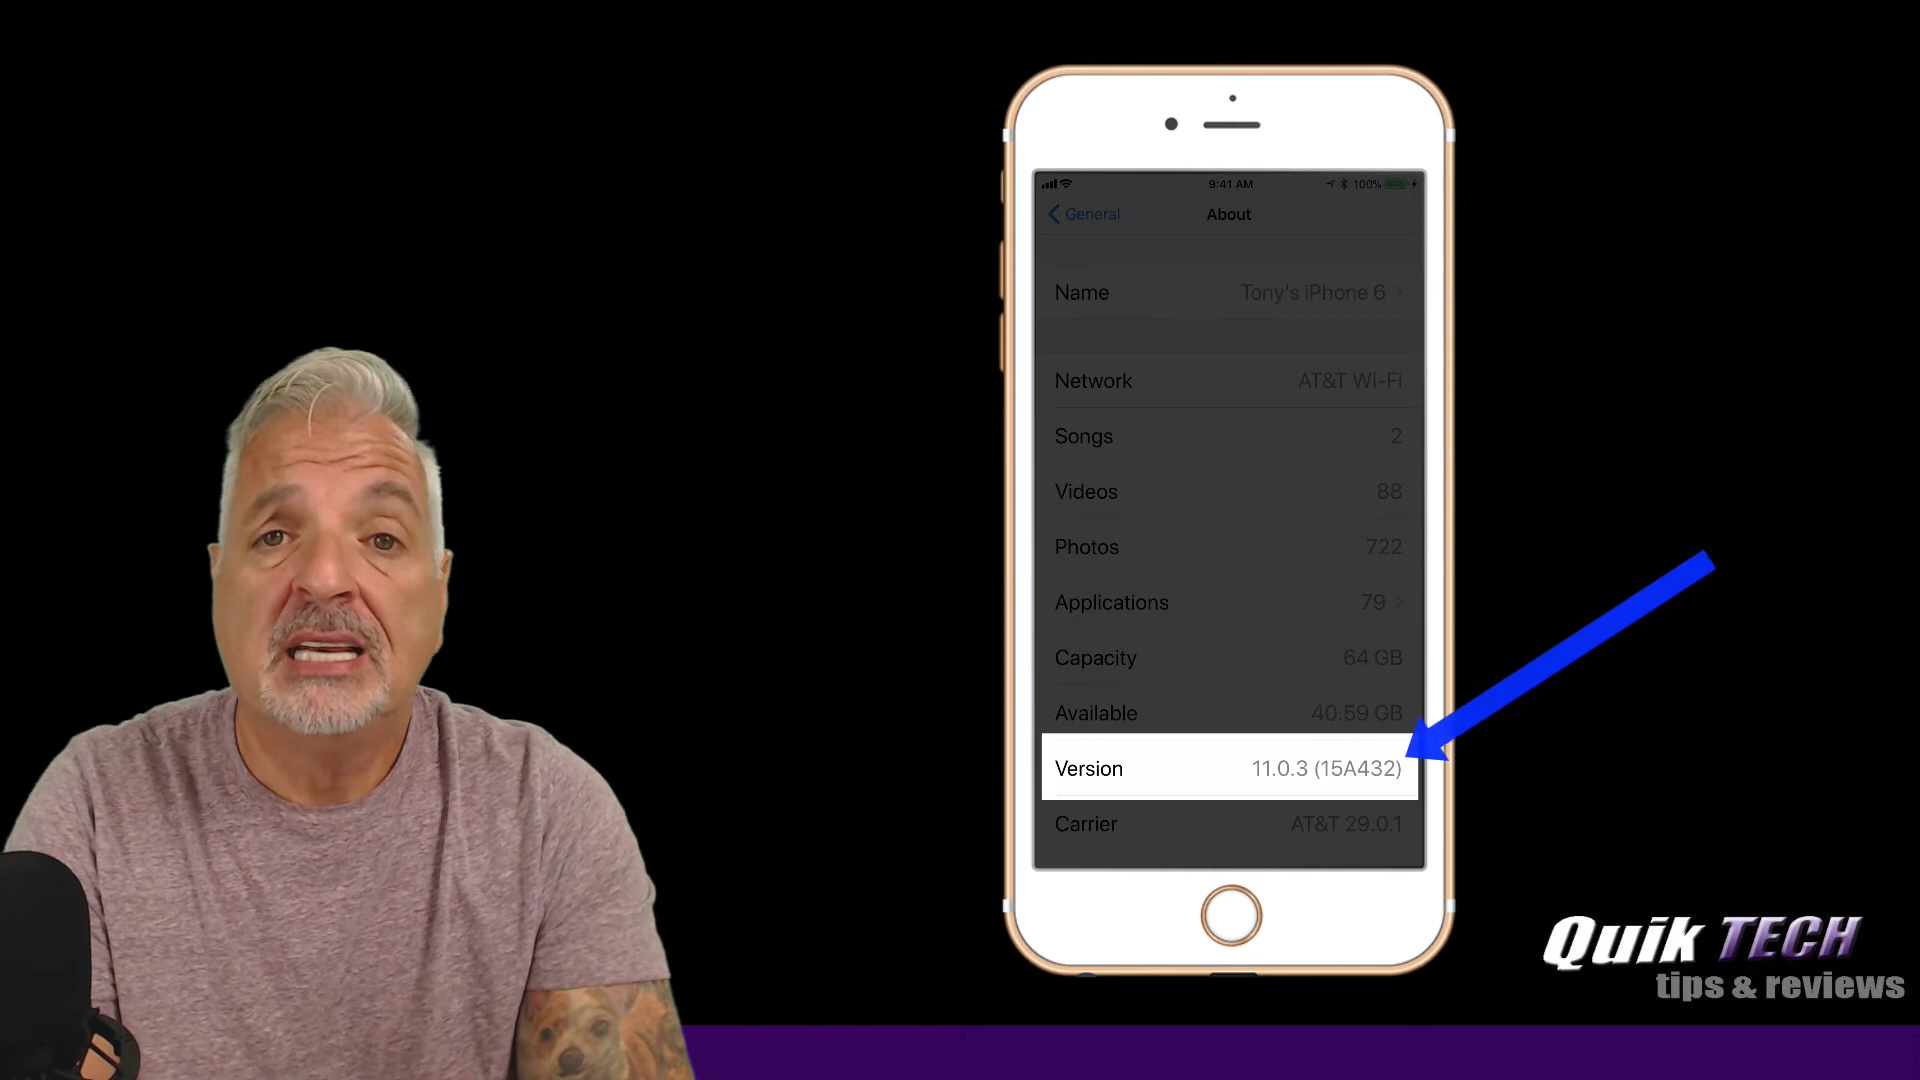 9:41 AM
100%
General
About
Name Tony's iPhone 6
Network AT&T Wi-Fi
Songs 2
Videos 88
Photos 722
Applications 79
Capacity 64 GB
Available 40.59 GB
Version 11.0.3 (15A432)
Carrier AT&T 29.0.1
Quik TECH
tips & reviews